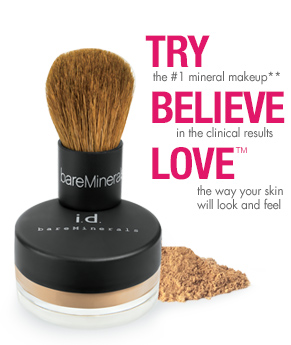 TRY
the #1 mineral makeup**
BELIEVE
in the clinical results
LOVE™
the way your skin
will look and feel
bareMinera
i.d.
bareMinerals